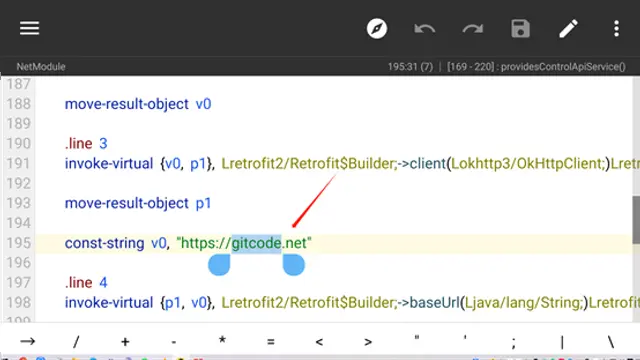 NetModule 195:31 (7) | [169 - 220] : providesControlApiService()
187
188 move-result-object v0
189
190 .line 3
191 invoke-virtual {v0, p1}, Lretrofit2/Retrofit$Builder;->client(Lokhttp3/OkHttpClient;)Lretro
192
193 move-result-object p1
194
195 const-string v0, "https://gitcode.net"
196
197 .line 4
198 invoke-virtual {p1, v0}, Lretrofit2/Retrofit$Builder;->baseUrl(Ljava/lang/String;)Lretrofit
199
→ / + - * = < > " ' ; | \